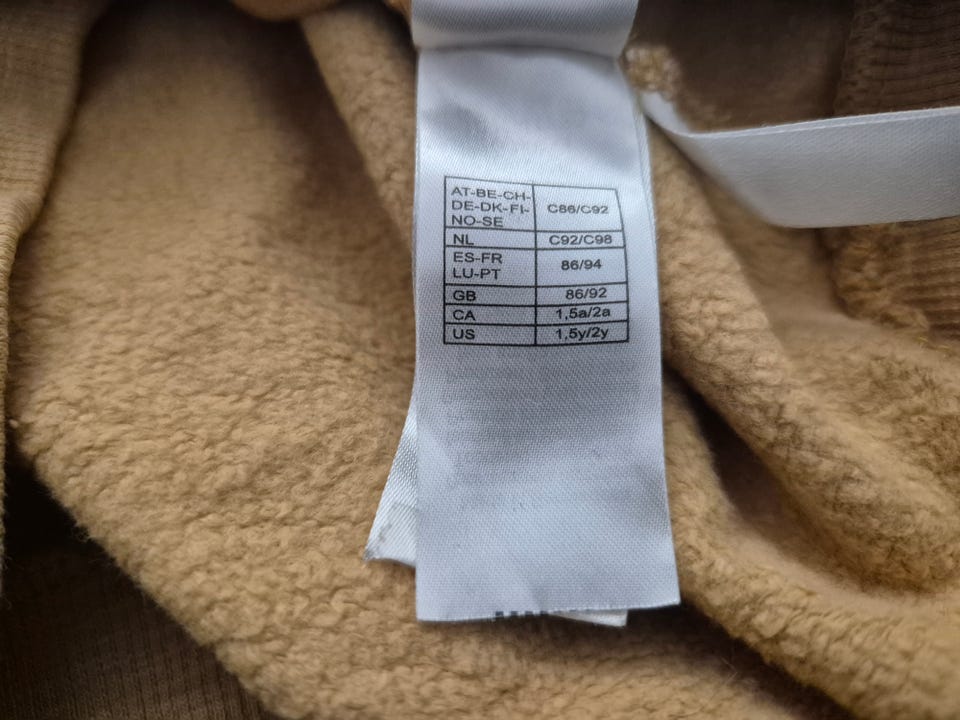 AT-BE-CH-
DE-DK-FI-
NO-SE
C86/C92
NL C92/C98
ES-FR
LU-PT
86/94
GB 86/92
CA 1,5a/2a
US 1,5y/2y